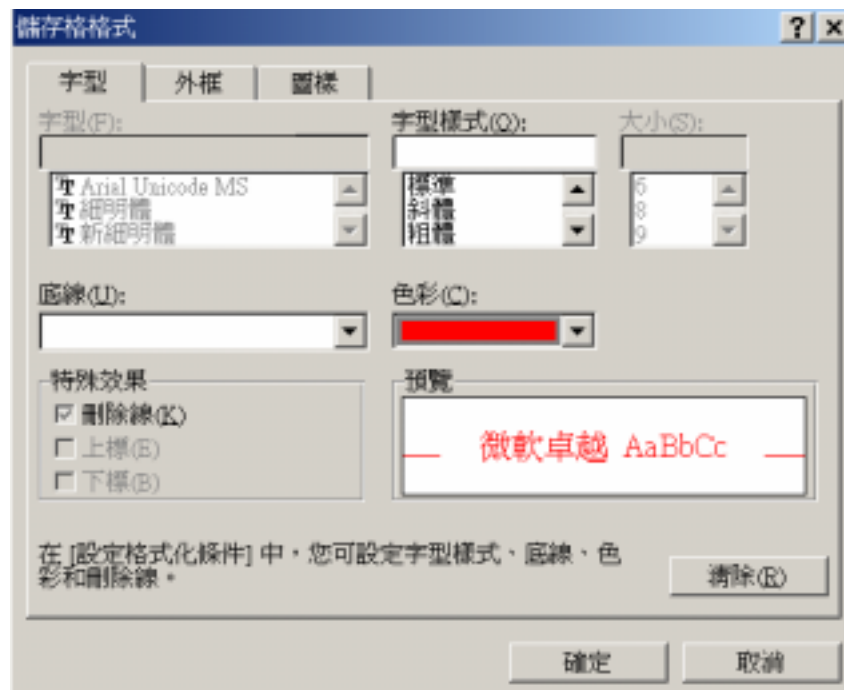 儲存格格式
字型 外框 圖樣
字型(F): 字型樣式(O): 大小(S):
Arial Unicode MS 標準 6
細明體 斜體 8
新細明體 粗體 9
底線(U): 色彩(C):
特殊效果 預覽
刪除線(K)
上標(E)
下標(B)
微軟卓越 AaBbCc
在 [設定格式化條件] 中，您可設定字型樣式、底線、色
彩和刪除線。
清除(R)
確定 取消